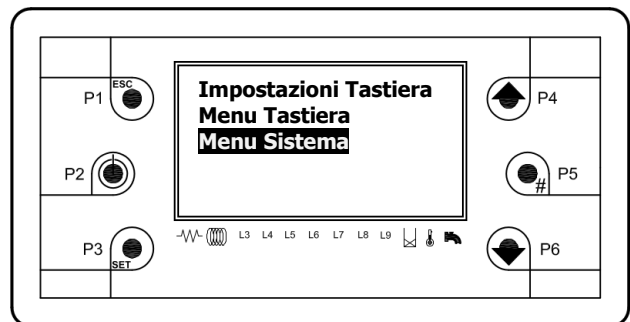 ESC
P1
P2
P3
SET
Impostazioni Tastiera
Menu Tastiera
Menu Sistema
L3 L4 L5 L6 L7 L8 L9
P4
# P5
P6